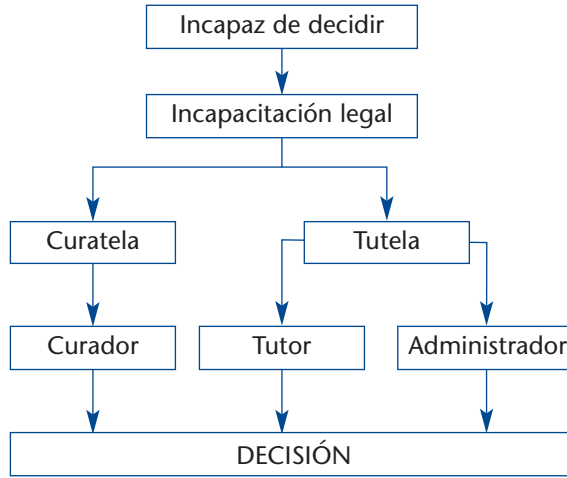 Incapaz de decidir
Incapacitación legal
Curatela
Tutela
Curador
Tutor
Administrador
DECISIÓN